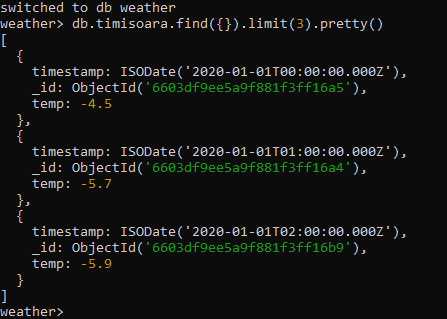 switched to db weather
weather> db.timisoara.find({}).limit(3).pretty()
[
  {
    timestamp: ISODate('2020-01-01T00:00:00.000Z'),
    _id: ObjectId('6603df9ee5a9f881f3ff16a5'),
    temp: -4.5
  },
  {
    timestamp: ISODate('2020-01-01T01:00:00.000Z'),
    _id: ObjectId('6603df9ee5a9f881f3ff16a4'),
    temp: -5.7
  },
  {
    timestamp: ISODate('2020-01-01T02:00:00.000Z'),
    _id: ObjectId('6603df9ee5a9f881f3ff16b9'),
    temp: -5.9
  }
]
weather>